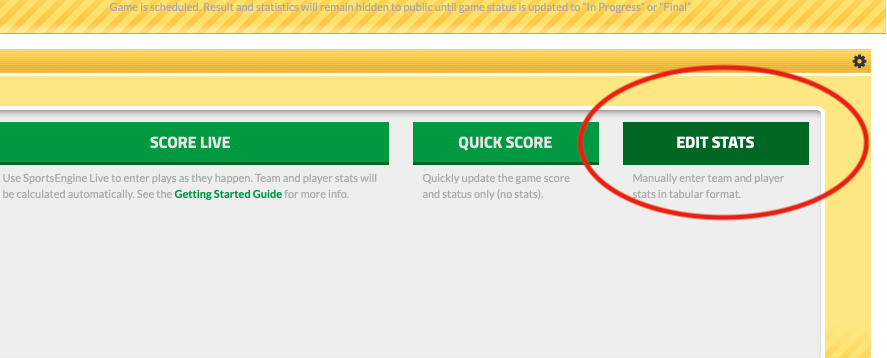 Game is scheduled. Result and statistics will remain hidden to public until game status is updated to "In Progress" or "Final"
SCORE LIVE
Use SportsEngine Live to enter plays as they happen. Team and player stats will
be calculated automatically. See the Getting Started Guide for more info.
QUICK SCORE
Quickly update the game score
and status only (no stats).
EDIT STATS
Manually enter team and player
stats in tabular format.